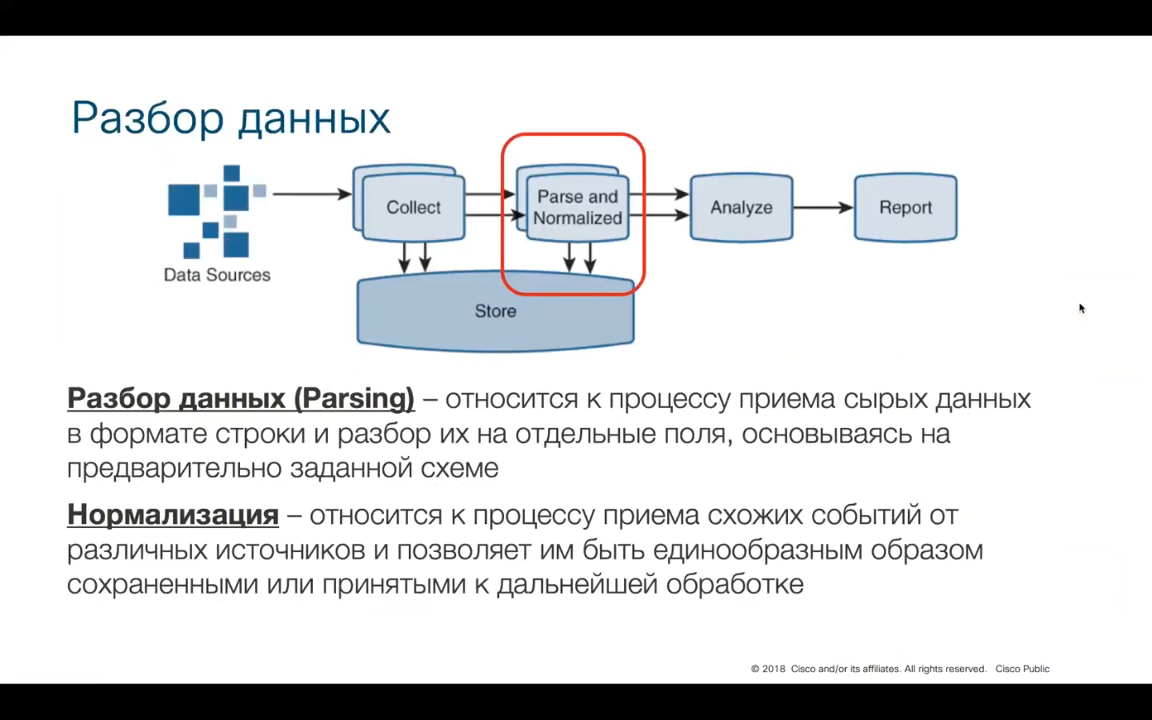 Разбор данных
Collect
Parse and
Normalized
Analyze
Report
Data Sources
Store
Разбор данных (Parsing) – относится к процессу приема сырых данных
в формате строки и разбор их на отдельные поля, основываясь на
предварительно заданной схеме
Нормализация – относится к процессу приема схожих событий от
различных источников и позволяет им быть единообразным образом
сохраненными или принятыми к дальнейшей обработке
© 2018 Cisco and/or its affiliates. All rights reserved. Cisco Public